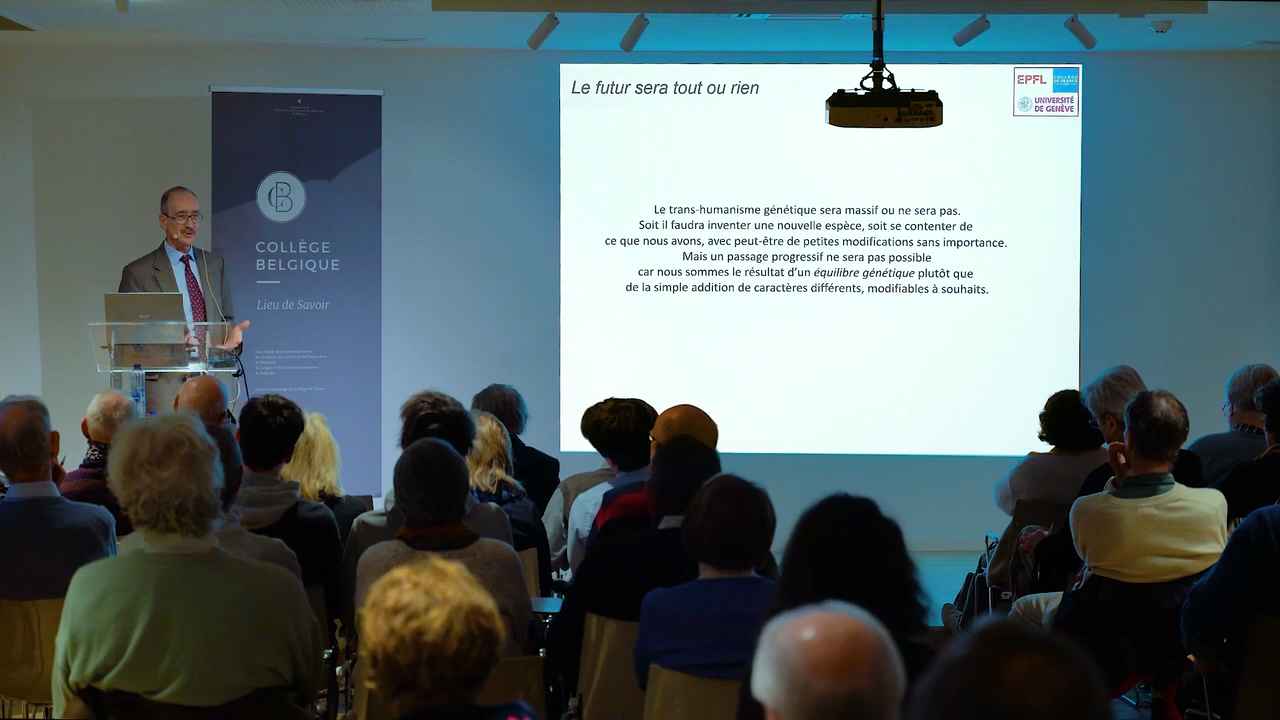 Le futur sera tout ou rien
EPFL
COLLÈGE
DE FRANCE
UNIVERSITÉ
DE GENÈVE
Le trans-humanisme génétique sera massif ou ne sera pas.
Soit il faudra inventer une nouvelle espèce, soit se contenter de
ce que nous avons, avec peut-être de petites modifications sans importance.
Mais un passage progressif ne sera pas possible
car nous sommes le résultat d'un équilibre génétique plutôt que
de la simple addition de caractères différents, modifiables à souhaits.
CB
COLLÈGE
BELGIQUE
Lieu de Savoir